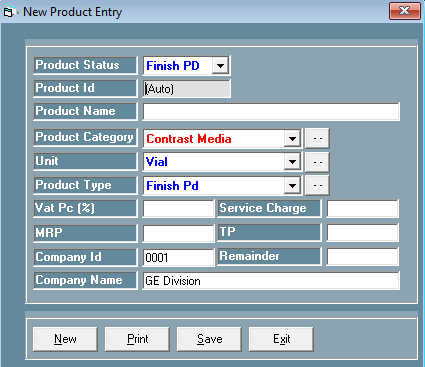 New Product Entry
Product Status Finish PD
Product Id (Auto)
Product Name
Product Category Contrast Media --
Unit Vial --
Product Type Finish Pd --
Vat Pc (%) Service Charge
MRP TP
Company Id 0001 Remainder
Company Name GE Division
New Print Save Exit